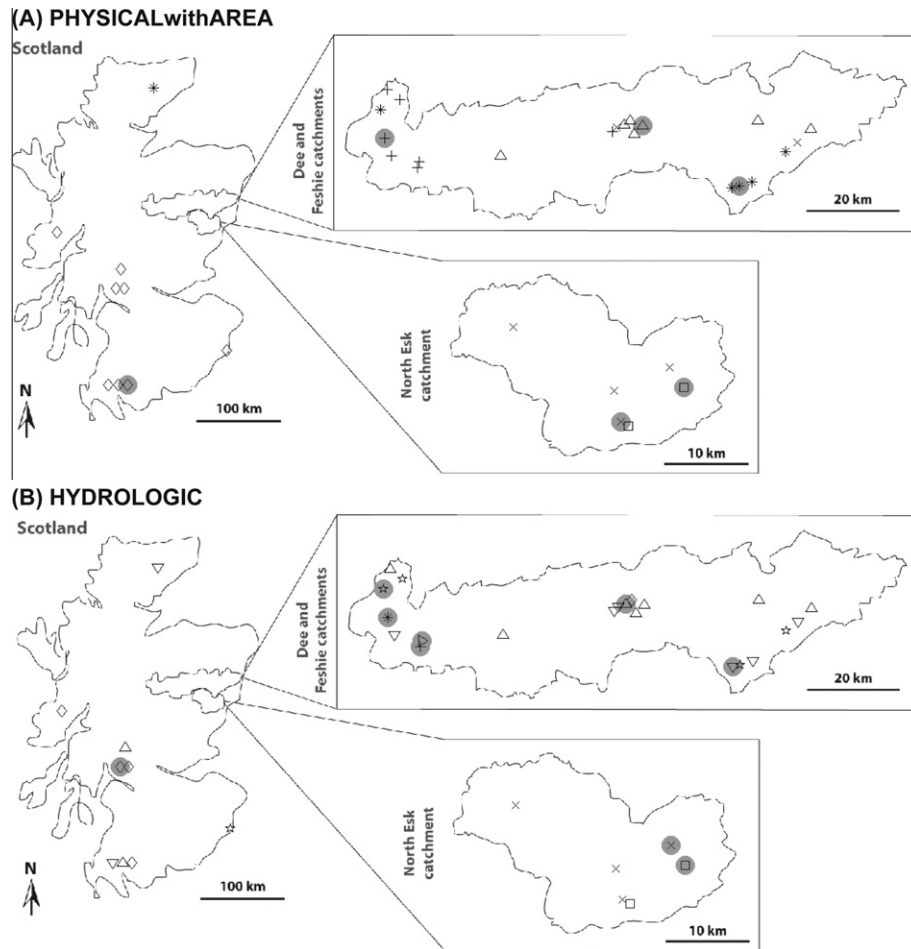 (A) PHYSICALwithAREA
Scotland
Dee and
Feshie catchments
20 km
North Esk
catchment
N
100 km
10 km
(B) HYDROLOGIC
Scotland
Dee and
Feshie catchments
20 km
North Esk
catchment
N
100 km
10 km